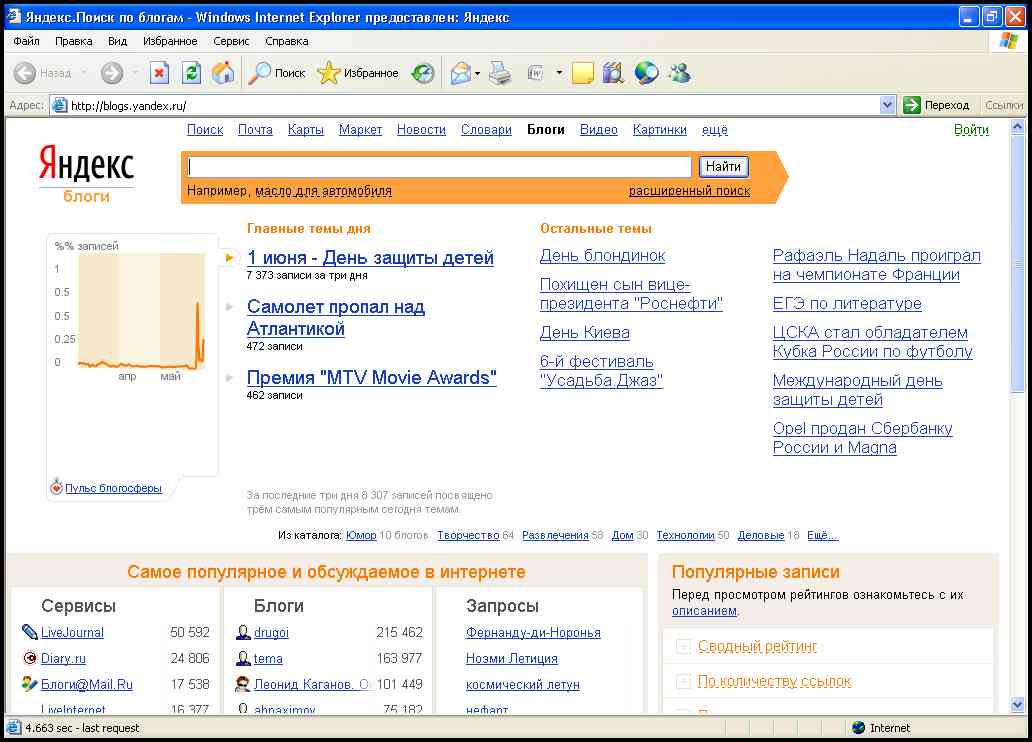 Яндекс.Поиск по блогам - Windows Internet Explorer предоставлен: Яндекс
Файл Правка Вид Избранное Сервис Справка
Назад Поиск Избранное
Адрес: http://blogs.yandex.ru/ Переход Ссылки
Поиск Почта Карты Маркет Новости Словари Блоги Видео Картинки ещё Войти
Яндекс
блоги
Найти
Например, масло для автомобиля расширенный поиск
%% записей
1
0.5
0.5
0.25
0
апр май
Пульс блогосферы
Главные темы дня
1 июня - День защиты детей
7 373 записи за три дня
Самолет пропал над
Атлантикой
472 записи
Премия "MTV Movie Awards"
462 записи
За последние три дня 8 307 записей посвящено
трём самым популярным сегодня темам.
Остальные темы
День блондинок
Похищен сын вице-
президента "Роснефти"
День Киева
6-й фестиваль
"Усадьба.Джаз"
Рафаэль Надаль проиграл
на чемпионате Франции
ЕГЭ по литературе
ЦСКА стал обладателем
Кубка России по футболу
Международный день
защиты детей
Opel продан Сбербанку
России и Magna
Из каталога: Юмор 10 блогов Творчество 64 Развлечения 58 Дом 30 Технологии 50 Деловые 18 Ещё...
Самое популярное и обсуждаемое в интернете
Сервисы
LiveJournal 50 592
Diary.ru 24 806
Блоги@Mail.Ru 17 538
LiveInternet 16 377
Блоги
drugoi 215 462
tema 163 977
Леонид Каганов. 101 449
abnaximov 75 182
Запросы
Фернанду-ди-Норонья
Ноэми Летиция
космический летун
нефарт
Популярные записи
Перед просмотром рейтингов ознакомьтесь с их
описанием.
Сводный рейтинг
По количеству ссылок
4.663 sec - last request Internet